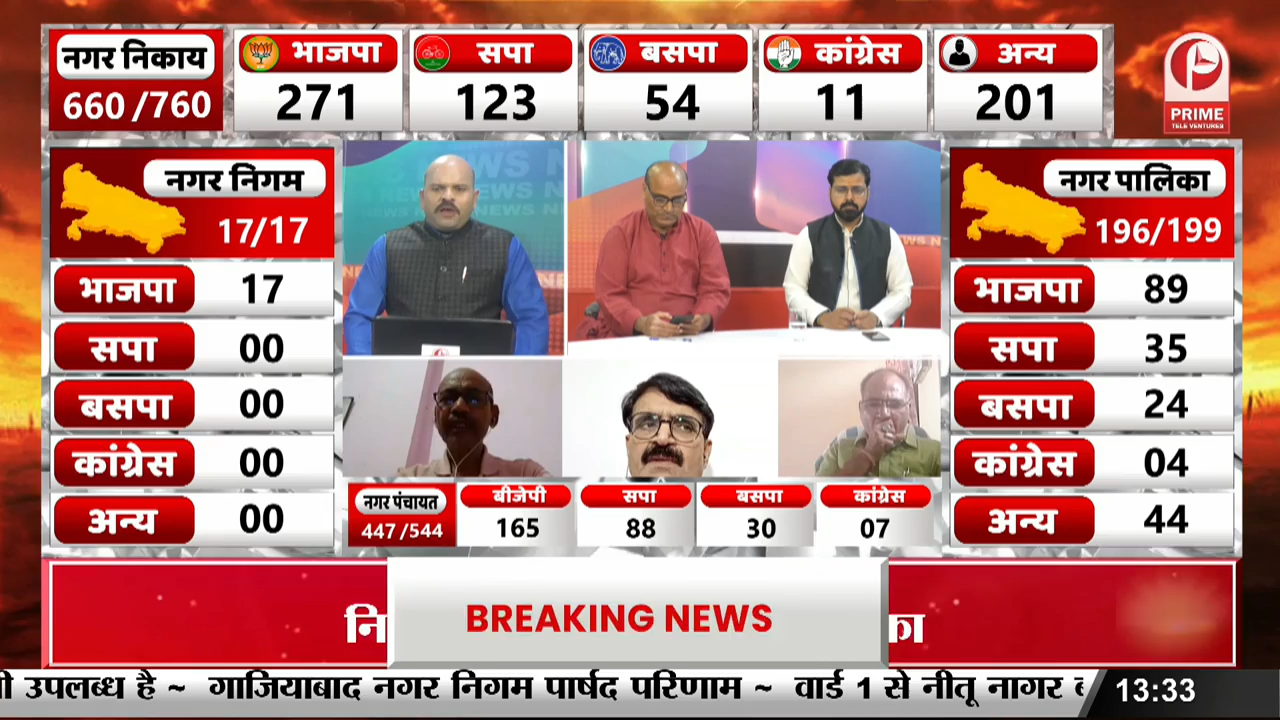 नगर निकाय
660 /760
भाजपा
271
सपा
123
बसपा
54
कांग्रेस
11
अन्य
201
PRIME
TELE VENTURES
नगर निगम
17/17
भाजपा 17
सपा 00
बसपा 00
कांग्रेस 00
अन्य 00
NEWS
नगर पालिका
196/199
भाजपा 89
सपा 35
बसपा 24
कांग्रेस 04
अन्य 44
नगर पंचायत
447 /544
बीजेपी
165
सपा
88
बसपा
30
कांग्रेस
07
BREAKING NEWS
उपलब्ध है ~ गाजियाबाद नगर निगम पार्षद परिणाम ~ वार्ड 1 से नीतू नागर
13:33